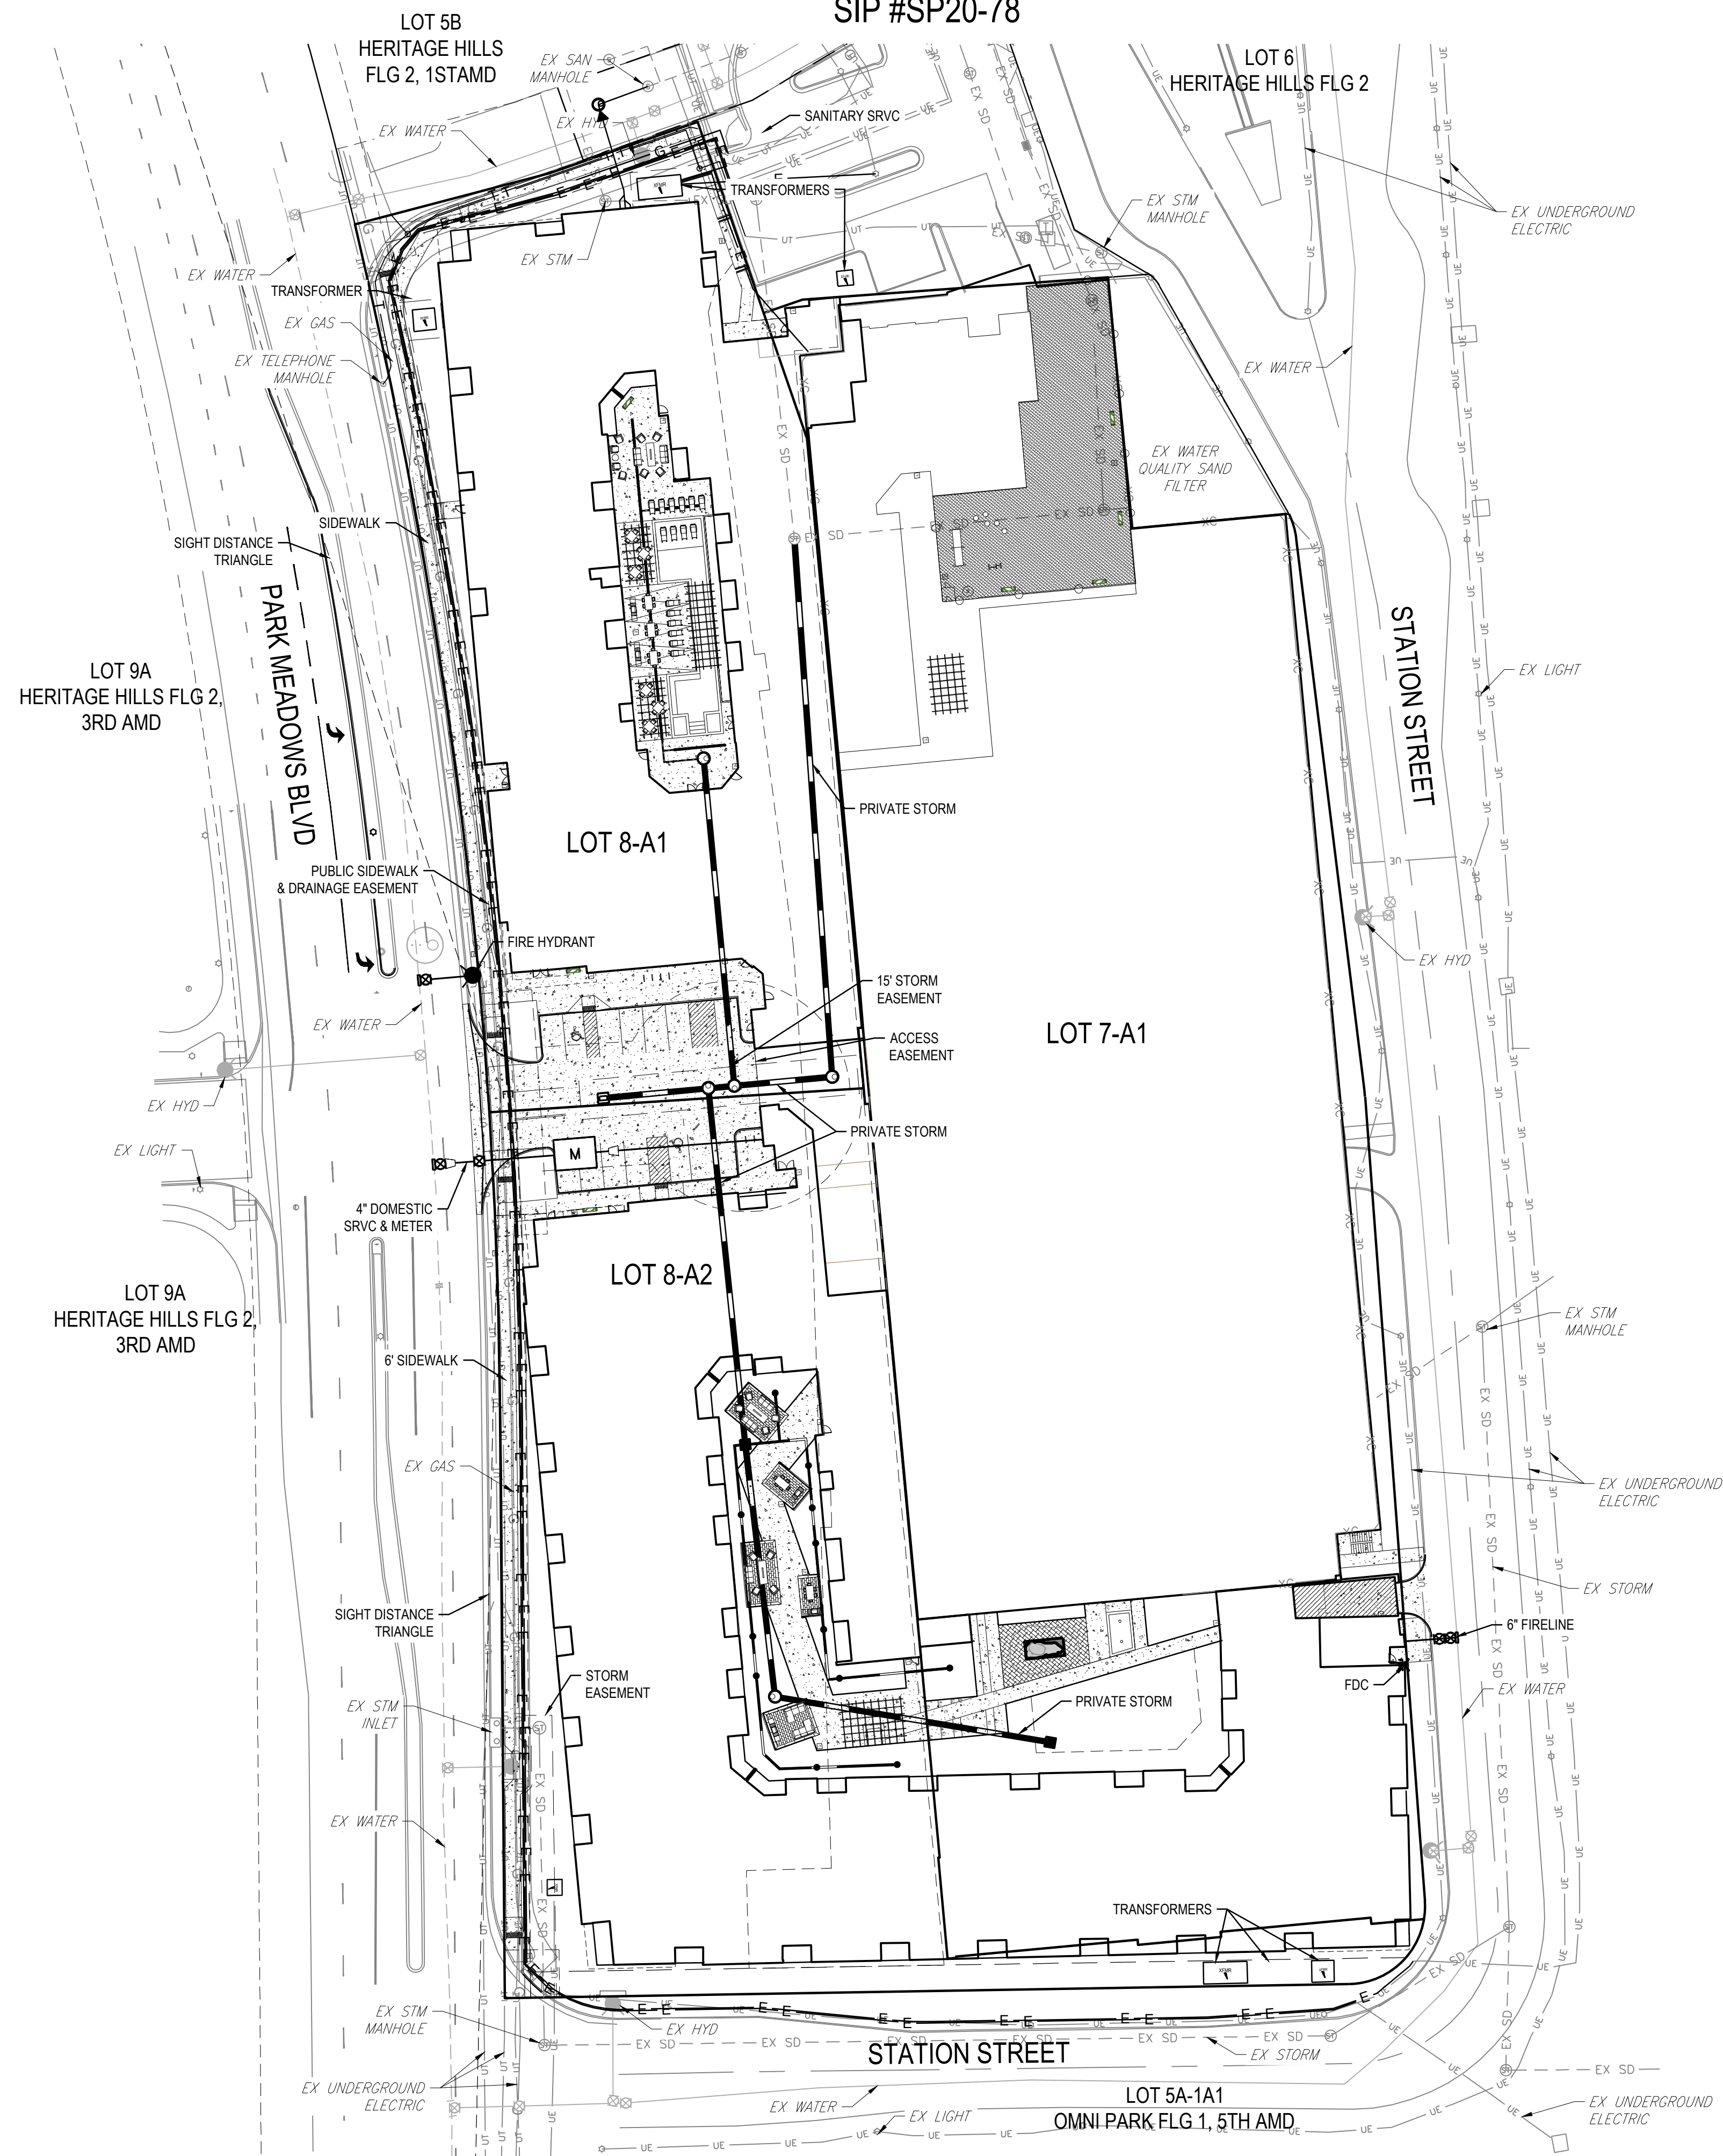 SIP #SP20-78
LOT 5B
HERITAGE HILLS
FLG 2, 1STAMD
EX SAN
MANHOLE
LOT 6
HERITAGE HILLS FLG 2
EX HYD
SANITARY SRVC
EX WATER
TRANSFORMERS
EX STM
MANHOLE
EX UNDERGROUND
ELECTRIC
EX STM
EX WATER
TRANSFORMER
EX GAS
EX TELEPHONE
MANHOLE
EX WATER
EX WATER
QUALITY SAND
FILTER
SIDEWALK
SIGHT DISTANCE
TRIANGLE
PARK MEADOWS BLVD
STATION STREET
LOT 9A
HERITAGE HILLS FLG 2,
3RD AMD
EX LIGHT
PRIVATE STORM
LOT 8-A1
PUBLIC SIDEWALK
& DRAINAGE EASEMENT
FIRE HYDRANT
EX HYD
15' STORM
EASEMENT
EX WATER
LOT 7-A1
ACCESS
EASEMENT
EX HYD
PRIVATE STORM
EX LIGHT
M
4" DOMESTIC
SRVC & METER
LOT 8-A2
LOT 9A
HERITAGE HILLS FLG 2,
3RD AMD
EX STM
MANHOLE
6' SIDEWALK
EX GAS
EX UNDERGROUND
ELECTRIC
EX STORM
SIGHT DISTANCE
TRIANGLE
6" FIRELINE
STORM
EASEMENT
FDC
EX WATER
EX STM
INLET
PRIVATE STORM
EX WATER
TRANSFORMERS
XFMR
EX STM
MANHOLE
EX HYD
STATION STREET
EX STORM
EX UNDERGROUND
ELECTRIC
EX WATER
LOT 5A-1A1
OMNI PARK FLG 1, 5TH AMD
EX LIGHT
EX UNDERGROUND
ELECTRIC